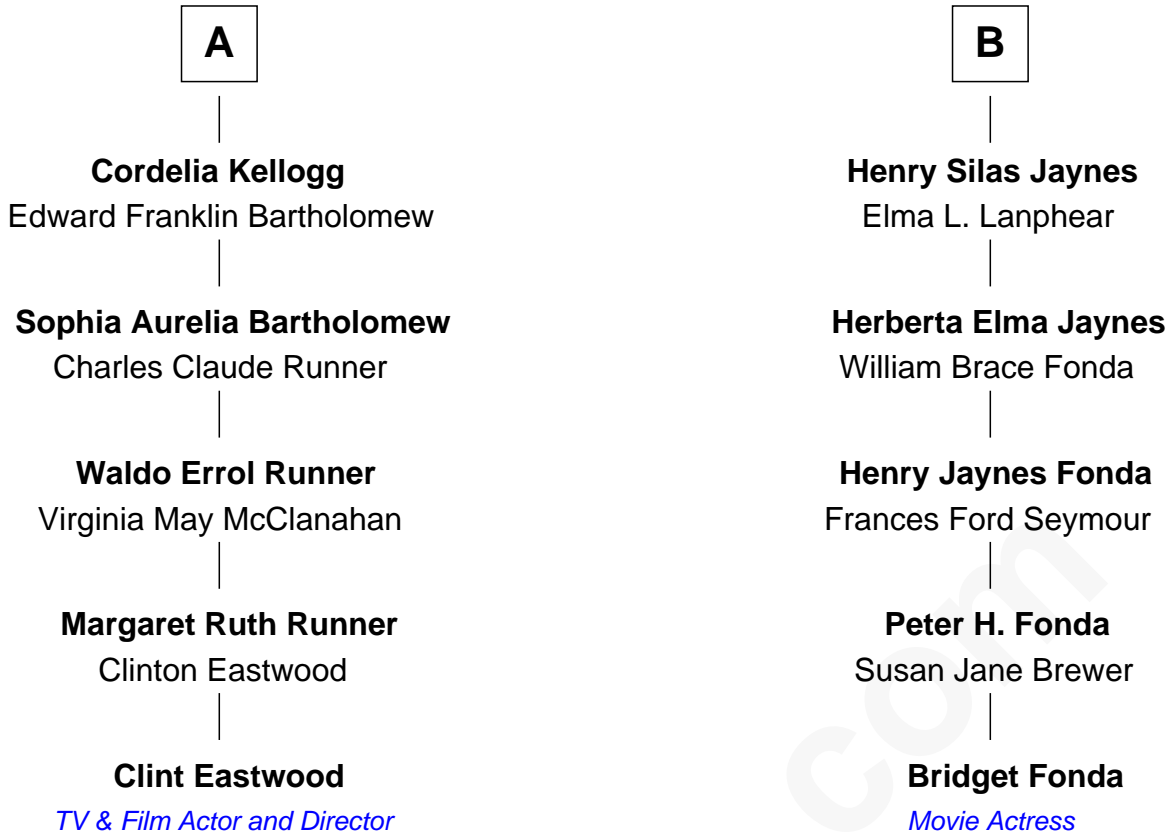 A
Cordelia Kellogg
Edward Franklin Bartholomew
Sophia Aurelia Bartholomew
Charles Claude Runner
Waldo Errol Runner
Virginia May McClanahan
Margaret Ruth Runner
Clinton Eastwood
Clint Eastwood
TV & Film Actor and Director
B
Henry Silas Jaynes
Elma L. Lanphear
Herberta Elma Jaynes
William Brace Fonda
Henry Jaynes Fonda
Frances Ford Seymour
Peter H. Fonda
Susan Jane Brewer
Bridget Fonda
Movie Actress
com